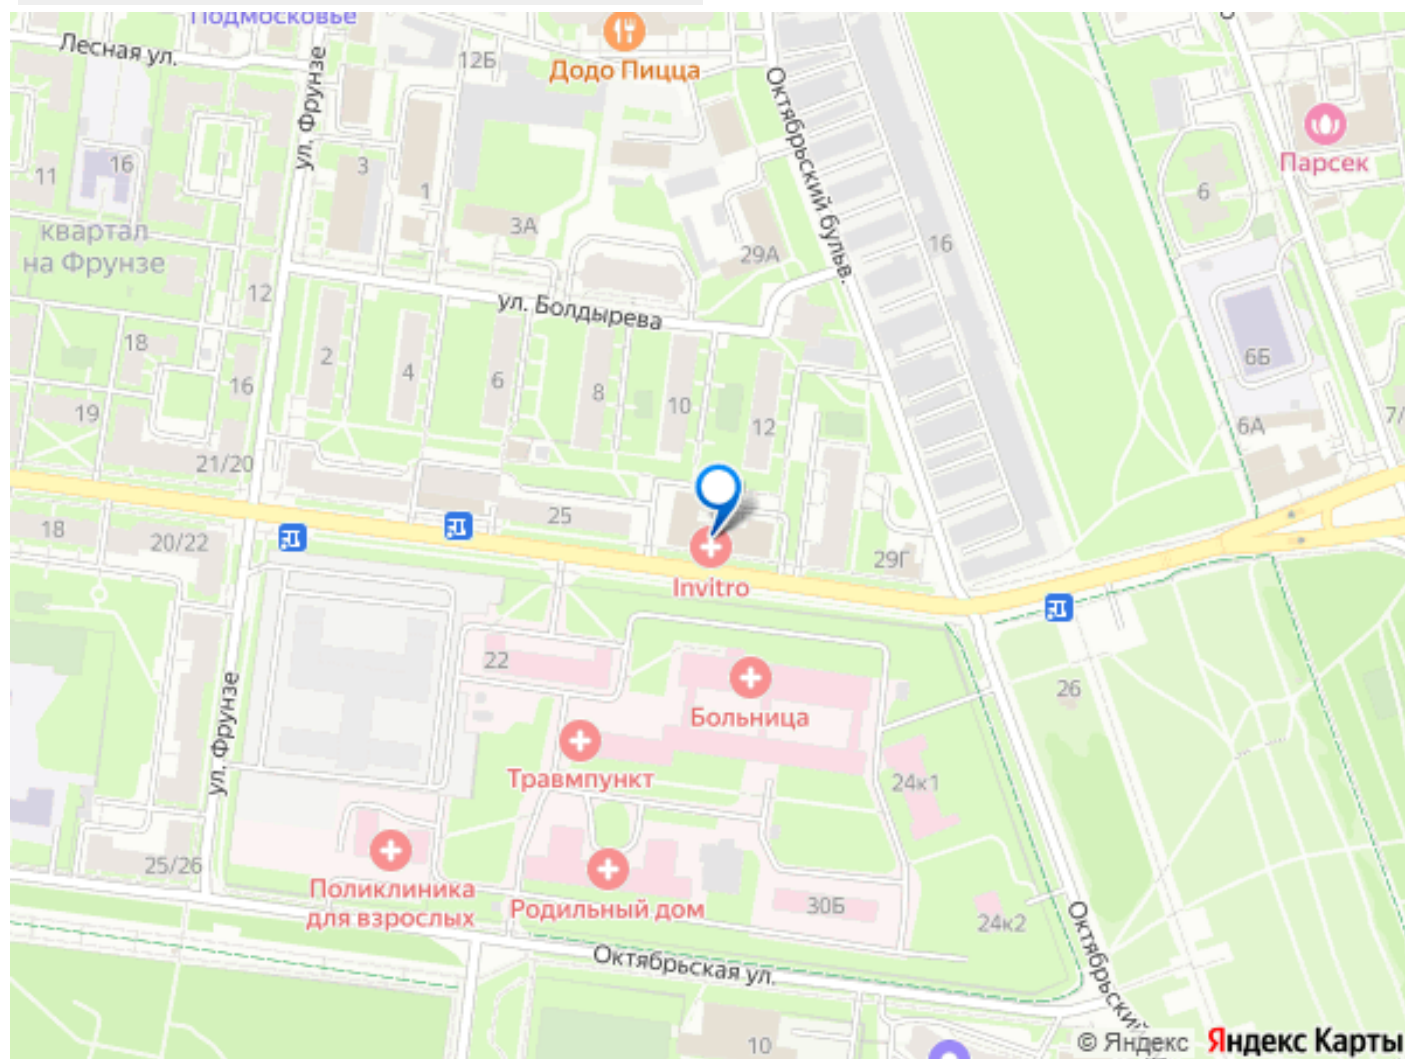 Подмосковье
Лесная ул.
ул. Фрунзе
12Б
Додо Пицца
Октябрьский бульв.
Парсек
11
16
3
1
3А
29А
16
6
квартал
на Фрунзе
12
ул. Болдырева
18
16
2
4
6
8
10
12
6Б
19
6А
7/
21/20
25
18
20/22
29Г
Invitro
22
Больница
26
ул. Фрунзе
Травмпункт
24к1
25/26
Поликлиника
для взрослых
Родильный дом
30Б
24к2
Октябрьская ул.
Октябрьский
10
© Яндекс Яндекс Карты